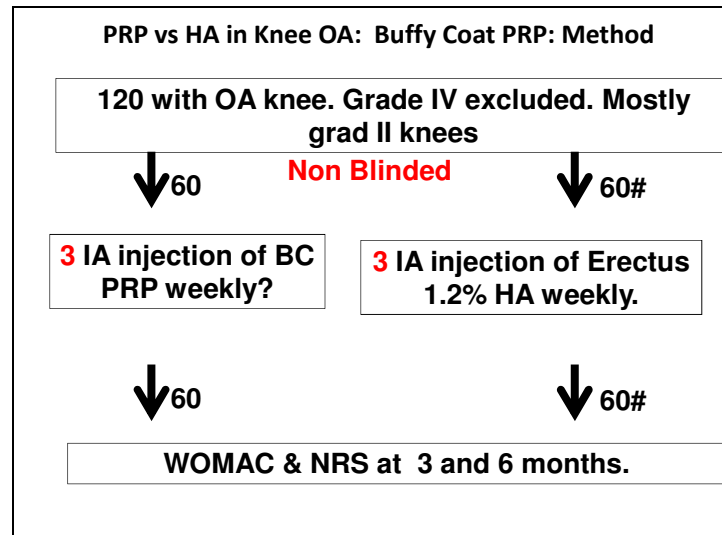 PRP vs HA in Knee OA: Buffy Coat PRP: Method
120 with OA knee. Grade IV excluded. Mostly
grad II knees
Non Blinded
60
60#
3 IA injection of BC
PRP weekly?
3 IA injection of Erectus
1.2% HA weekly.
60
60#
WOMAC & NRS at 3 and 6 months.